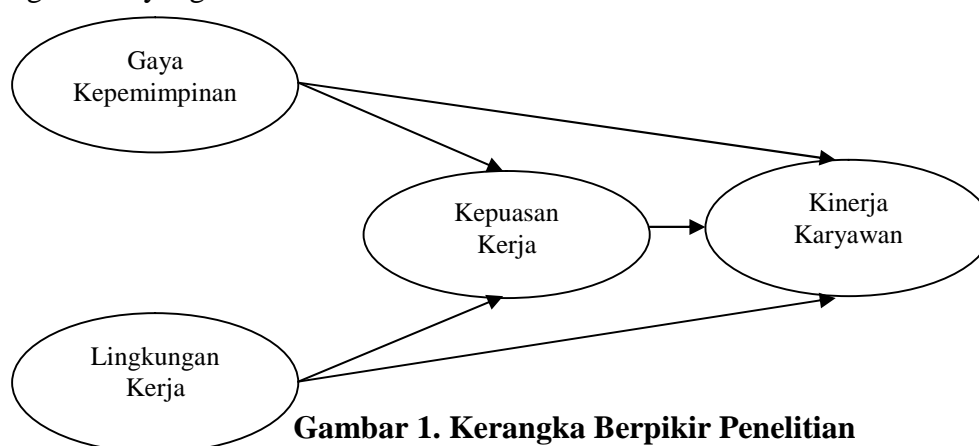 Gaya
Kepemimpinan
Kepuasan
Kerja
Kinerja
Karyawan
Lingkungan
Kerja
Gambar 1. Kerangka Berpikir Penelitian